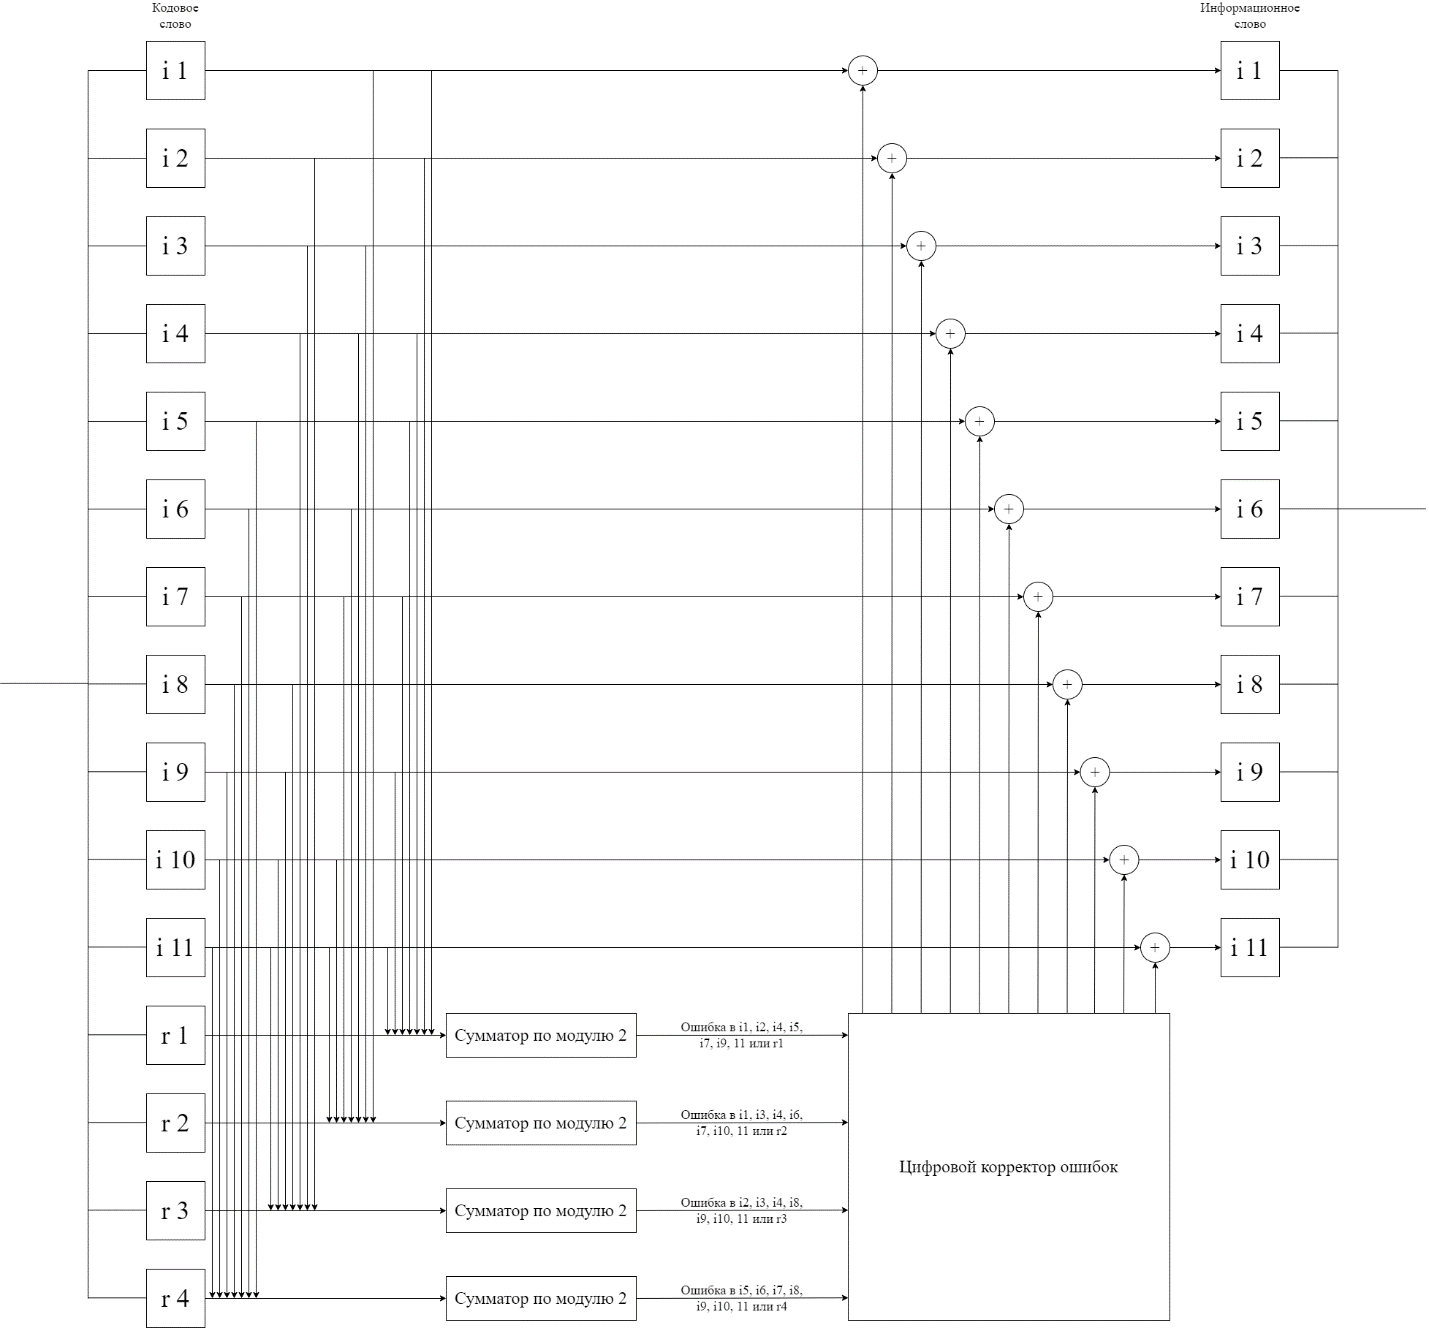 Кодовое
слово
Информационное
слово
i 1
+
i 1
i 2
+
i 2
i 3
+
i 3
i 4
+
i 4
i 5
+
i 5
i 6
+
i 6
i 7
+
i 7
i 8
+
i 8
i 9
+
i 9
i 10
+
i 10
i 11
+
i 11
r 1
Сумматор по модулю 2
Ошибка в i1, i2, i4, i5,
i7, i9, 11 или r1
r 2
Сумматор по модулю 2
Ошибка в i1, i3, i4, i6,
i7, i10, 11 или r2
Цифровой корректор ошибок
r 3
Сумматор по модулю 2
Ошибка в i2, i3, i4, i8,
i9, i10, 11 или r3
r 4
Сумматор по модулю 2
Ошибка в i5, i6, i7, i8,
i9, i10, 11 или r4